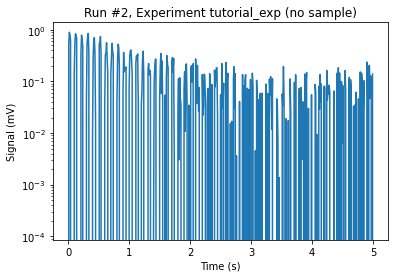 Run #2, Experiment tutorial_exp (no sample)
Signal (mV)
10⁰
10⁻¹
10⁻²
10⁻³
10⁻⁴
0 1 2 3 4 5
Time (s)